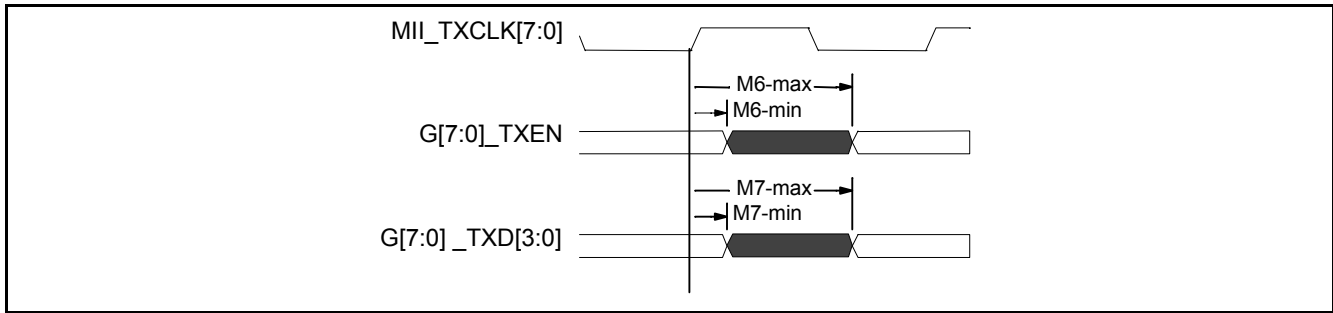 MII_TXCLK[7:0]
M6-max
M6-min
G[7:0]_TXEN
M7-max
M7-min
G[7:0] _TXD[3:0]